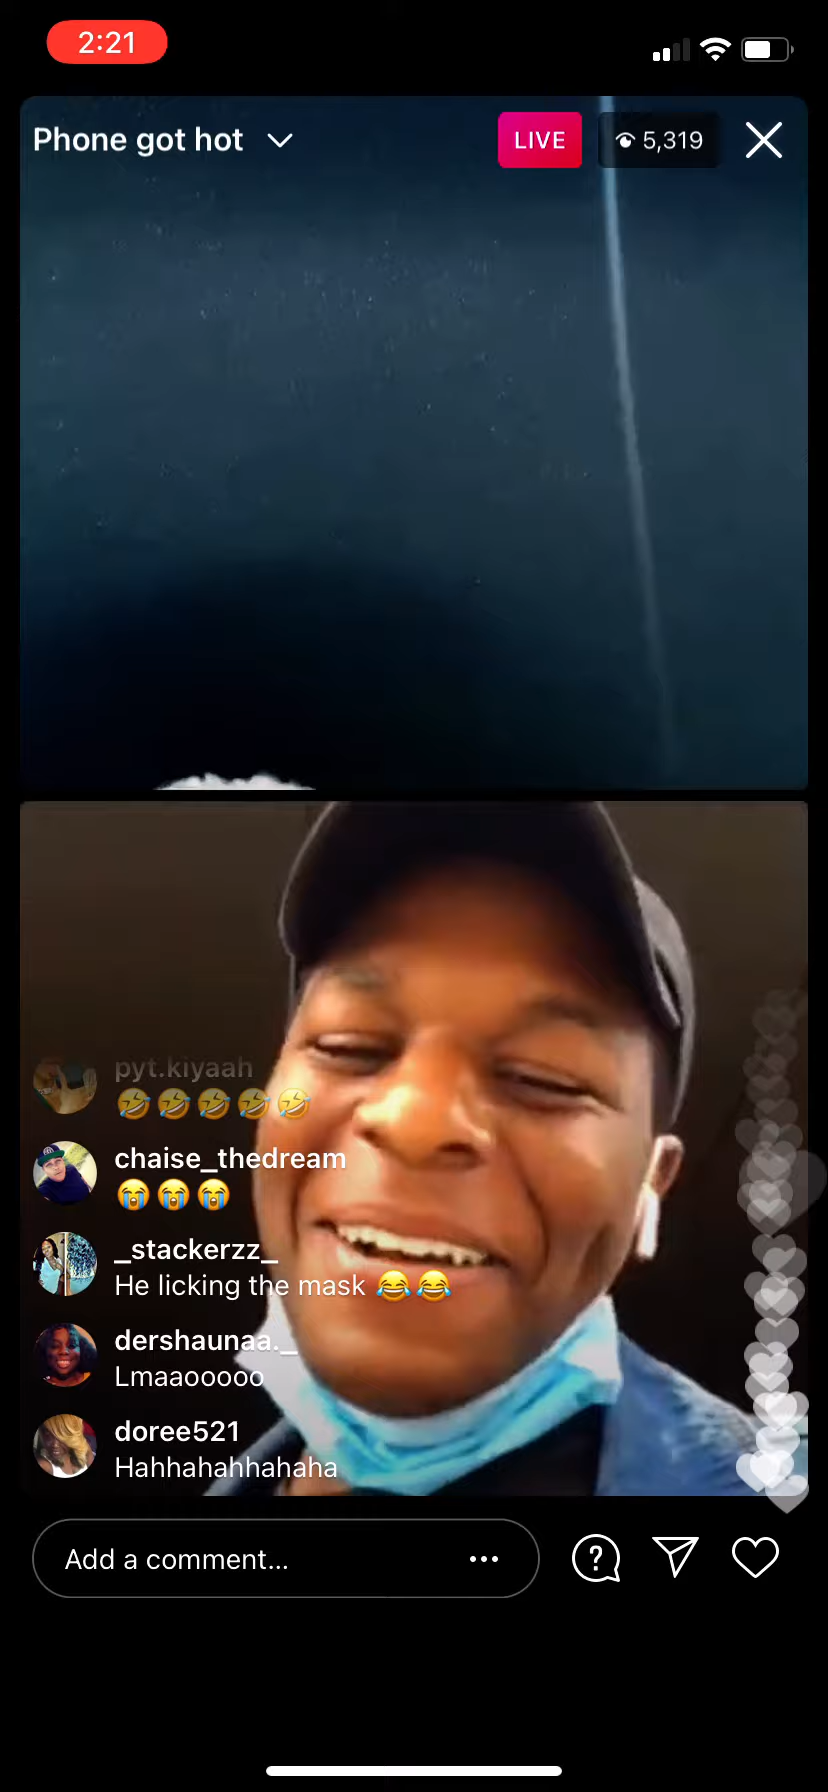 2:21
Phone got hot
LIVE
5,319
pyt.kiyaah
🤣🤣🤣🤣🤣
chaise_thedream
😭😭😭
_stackerzz_
He licking the mask 😂😂
dershaunaa._
Lmaaooooo
doree521
Hahhahahhahaha
Add a comment...